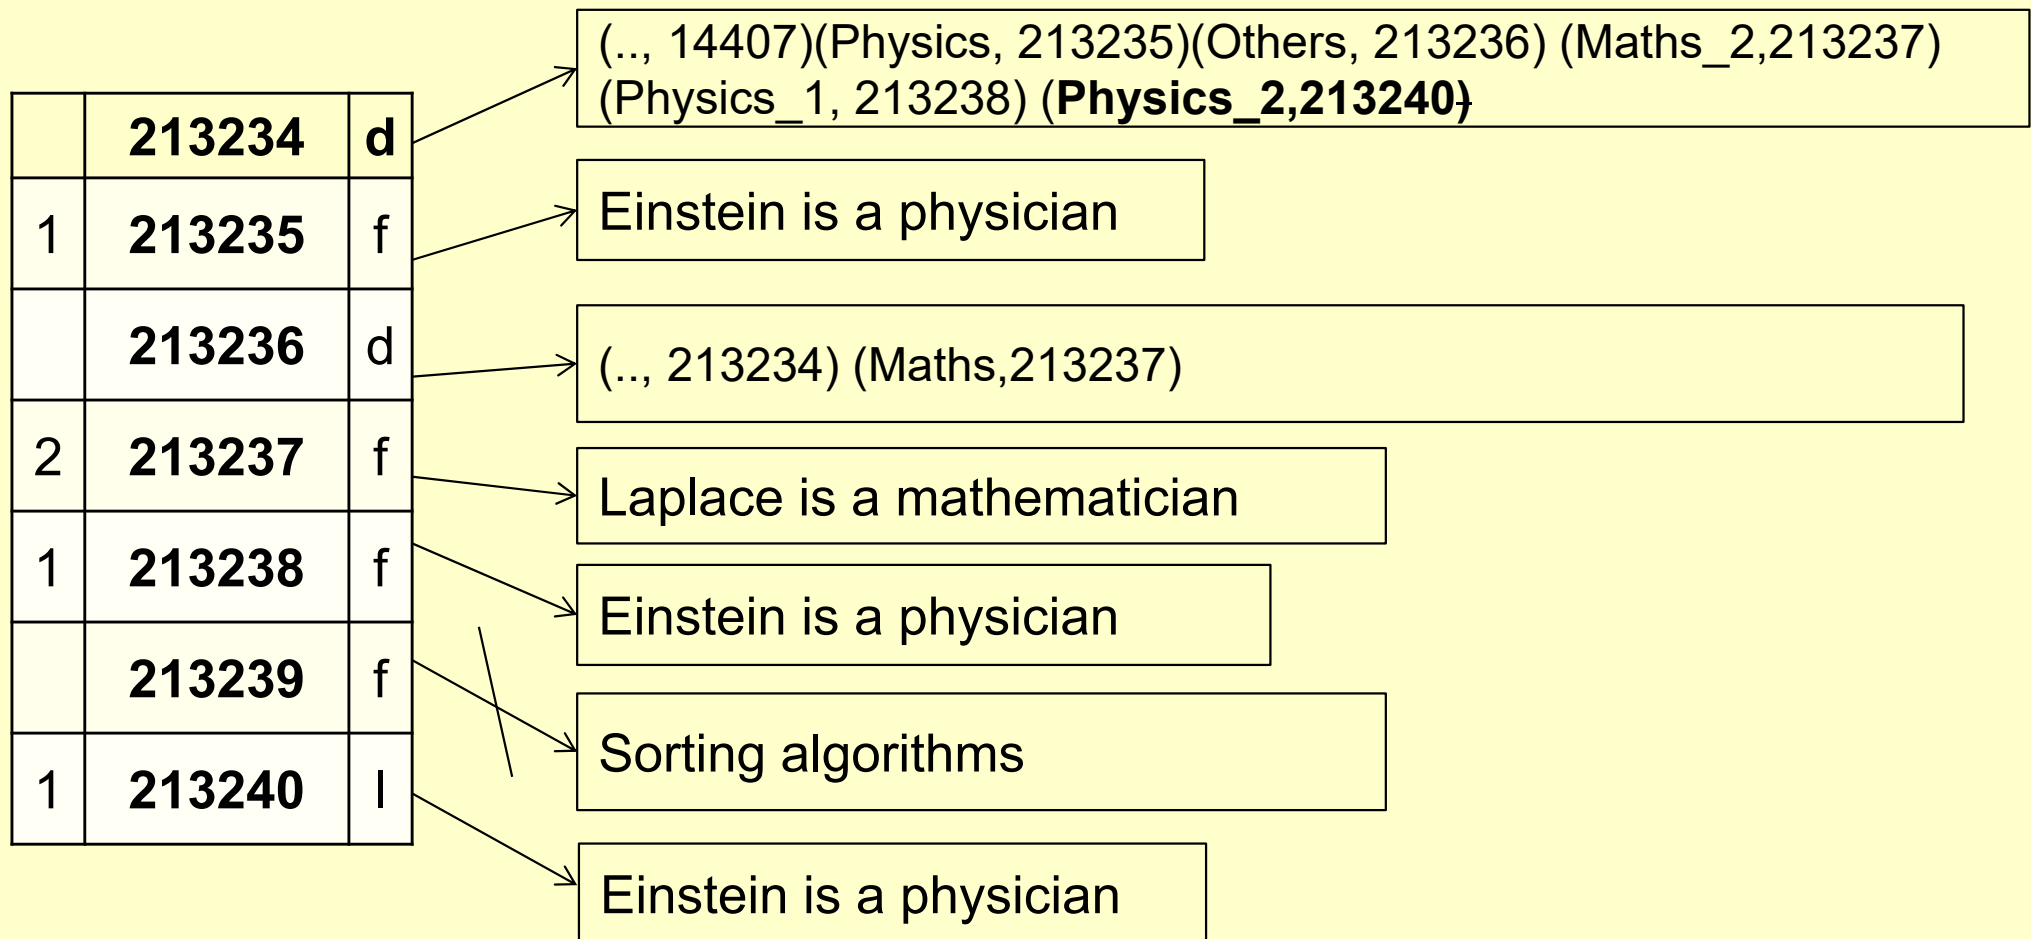 (.., 14407)(Physics, 213235)(Others, 213236) (Maths_2,213237)
(Physics_1, 213238) (Physics_2,213240)
213234 d
1 213235 f
Einstein is a physician
213236 d
(.., 213234) (Maths,213237)
2 213237 f
Laplace is a mathematician
1 213238 f
Einstein is a physician
213239 f
Sorting algorithms
1 213240 l
Einstein is a physician